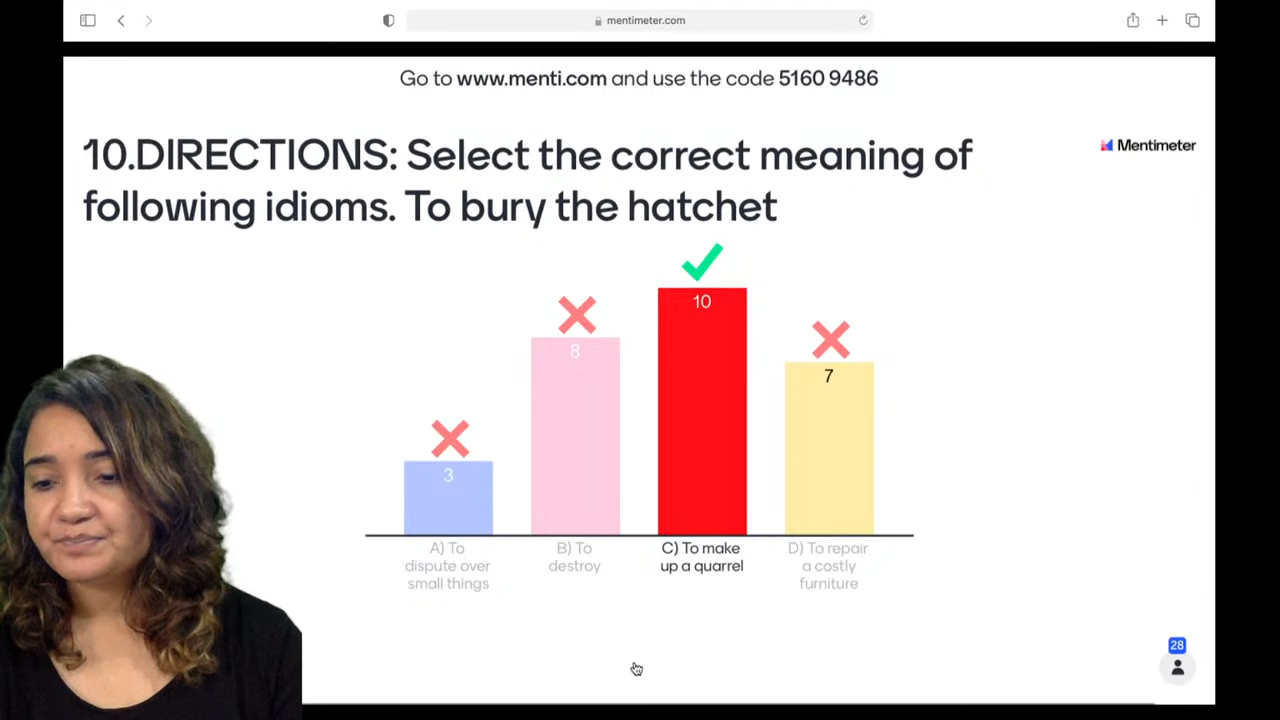 mentimeter.com
Go to www.menti.com and use the code 5160 9486
10.DIRECTIONS: Select the correct meaning of
following idioms. To bury the hatchet
Mentimeter
3
8
10
7
A) To
dispute over
small things
B) To
destroy
C) To make
up a quarrel
D) To repair
a costly
furniture
28